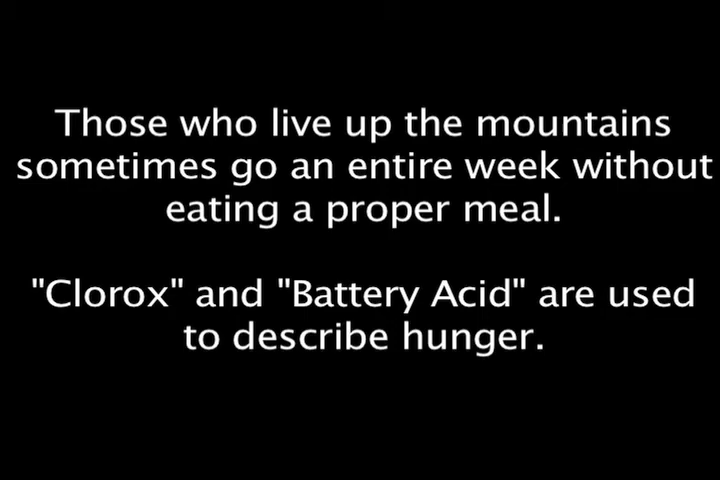 Those who live up the mountains
sometimes go an entire week without
eating a proper meal.
"Clorox" and "Battery Acid" are used
to describe hunger.